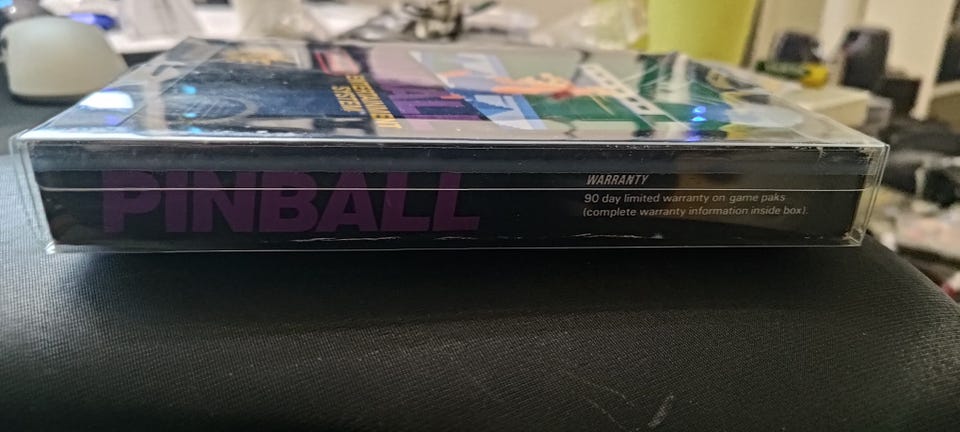 PINBALL
WARRANTY
90 day limited warranty on game paks
(complete warranty information inside box).